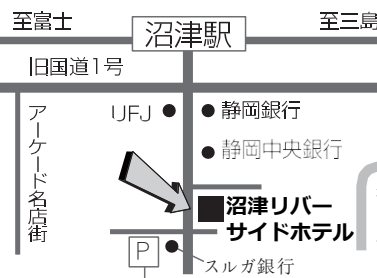 至富士
沼津駅
至三島
旧国道1号
アーケード名店街
UFJ
静岡銀行
静岡中央銀行
沼津リバー
サイドホテル
P
スルガ銀行